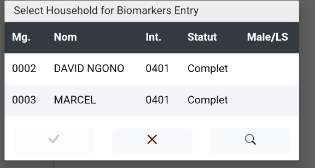 Select Household for Biomarkers Entry
Mg. Nom Int. Statut Male/LS
0002 DAVID NGONO 0401 Complet
0003 MARCEL 0401 Complet